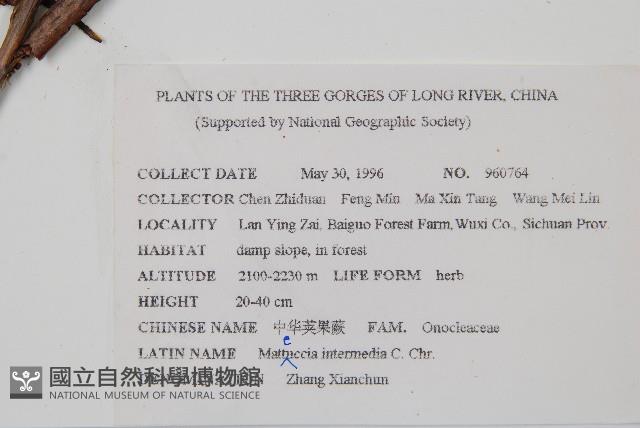 PLANTS OF THE THREE GORGES OF LONG RIVER, CHINA
(Supported by National Geographic Society)
COLLECT DATE May 30, 1996 NO. 960764
COLLECTOR Chen Zhiduan Feng Min Ma Xin Tang Wang Mei Lin
LOCALITY Lan Ying Zai, Baiguo Forest Farm, Wuxi Co., Sichuan Prov.
HABITAT damp slope, in forest
ALTITUDE 2100-2230 m LIFE FORM herb
HEIGHT 20-40 cm
CHINESE NAME 中华荚果蕨 FAM. Onocleaceae
e
LATIN NAME Mattuccia intermedia C. Chr.
Zhang Xianchun
國立自然科學博物館
NATIONAL MUSEUM OF NATURAL SCIENCE